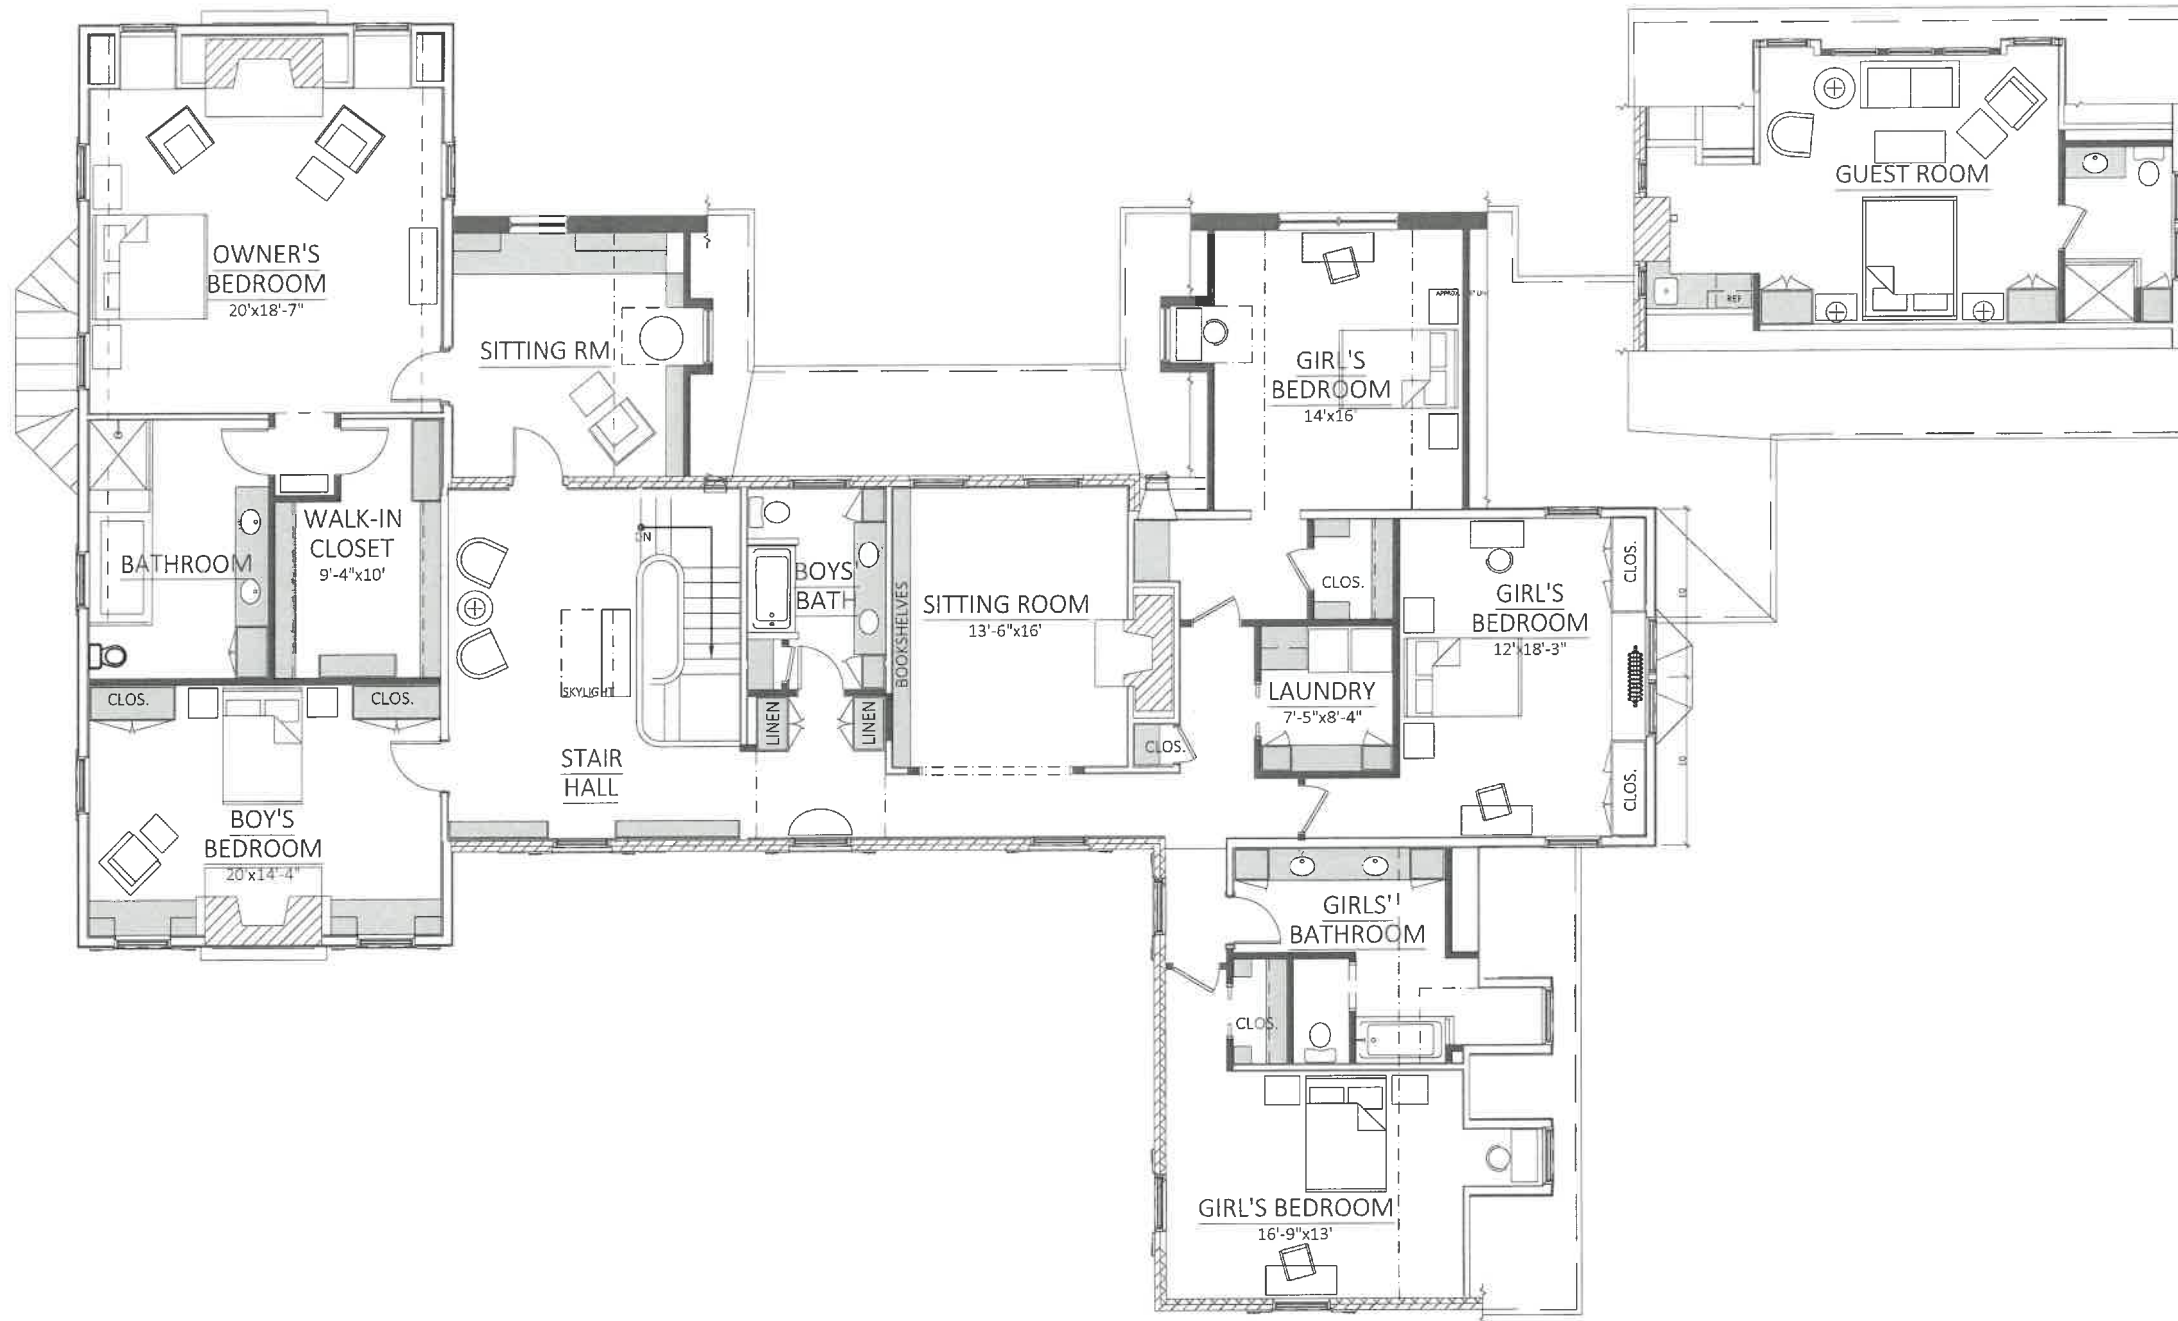 OWNER'S
BEDROOM
20'x18'-7"
SITTING RM
GIRL'S
BEDROOM
14'x16'
GUEST ROOM
REF
BATHROOM
WALK-IN
CLOSET
9'-4"x10'
DN
SKYLIGHT
STAIR
HALL
BOYS'
BATH
LINEN
LINEN
BOOKSHELVES
SITTING ROOM
13'-6"x16'
CLOS.
CLOS.
LAUNDRY
7'-5"x8'-4"
GIRL'S
BEDROOM
12'x18'-3"
CLOS.
CLOS.
10
10
CLOS.
CLOS.
BOY'S
BEDROOM
20'x14'-4"
GIRLS'
BATHROOM
CLOS.
GIRL'S BEDROOM
16'-9"x13'